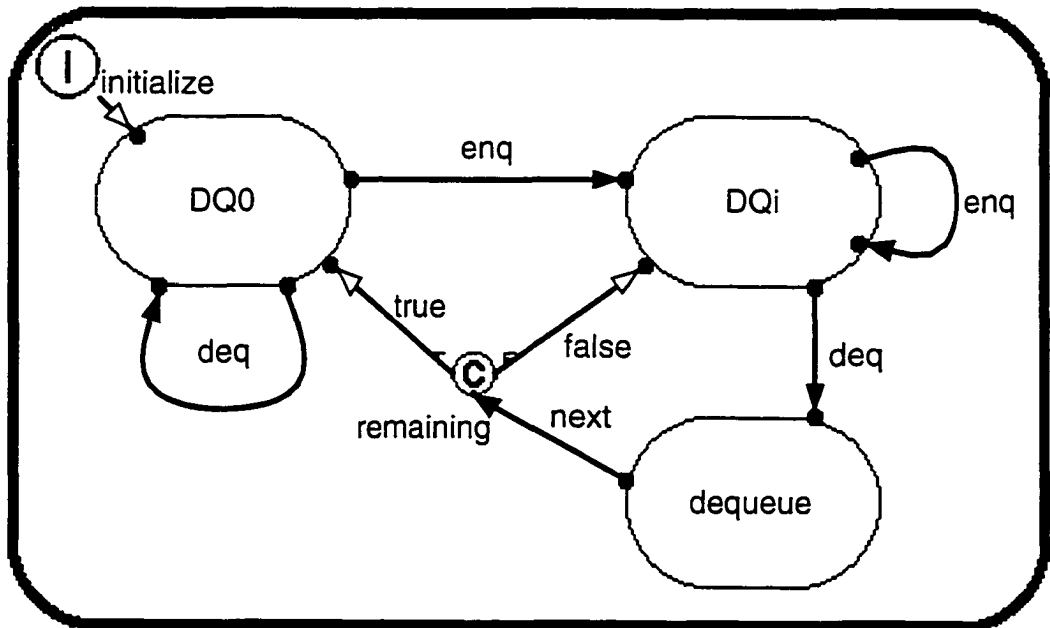 I
initialize
enq
DQ0
DQi
enq
true
false
deq
deq
C
remaining
next
dequeue